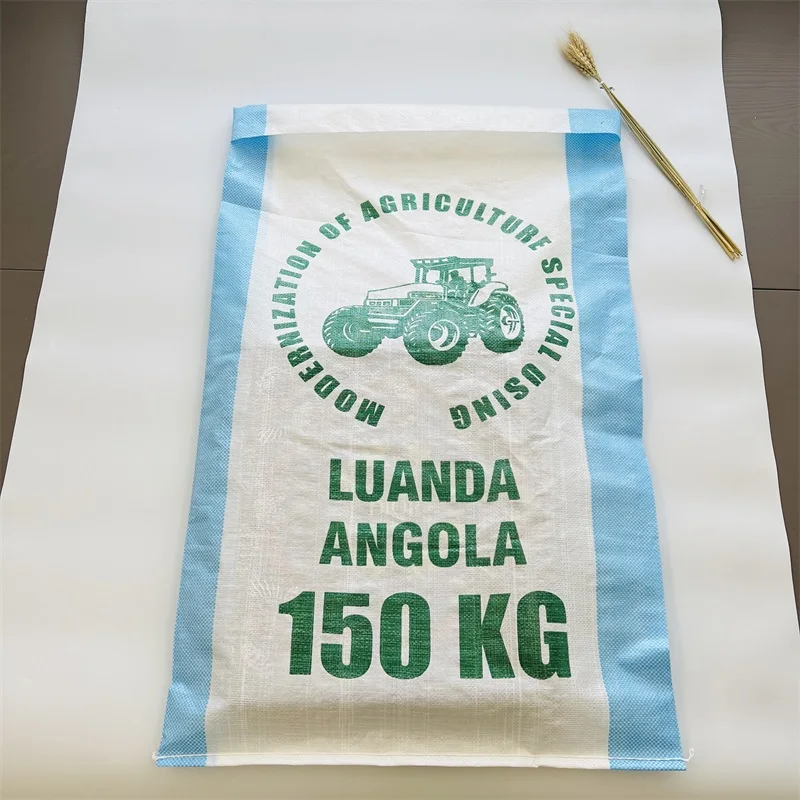 MODERNIZATION OF AGRICULTURE SPECIAL USING
LUANDA
ANGOLA
150 KG